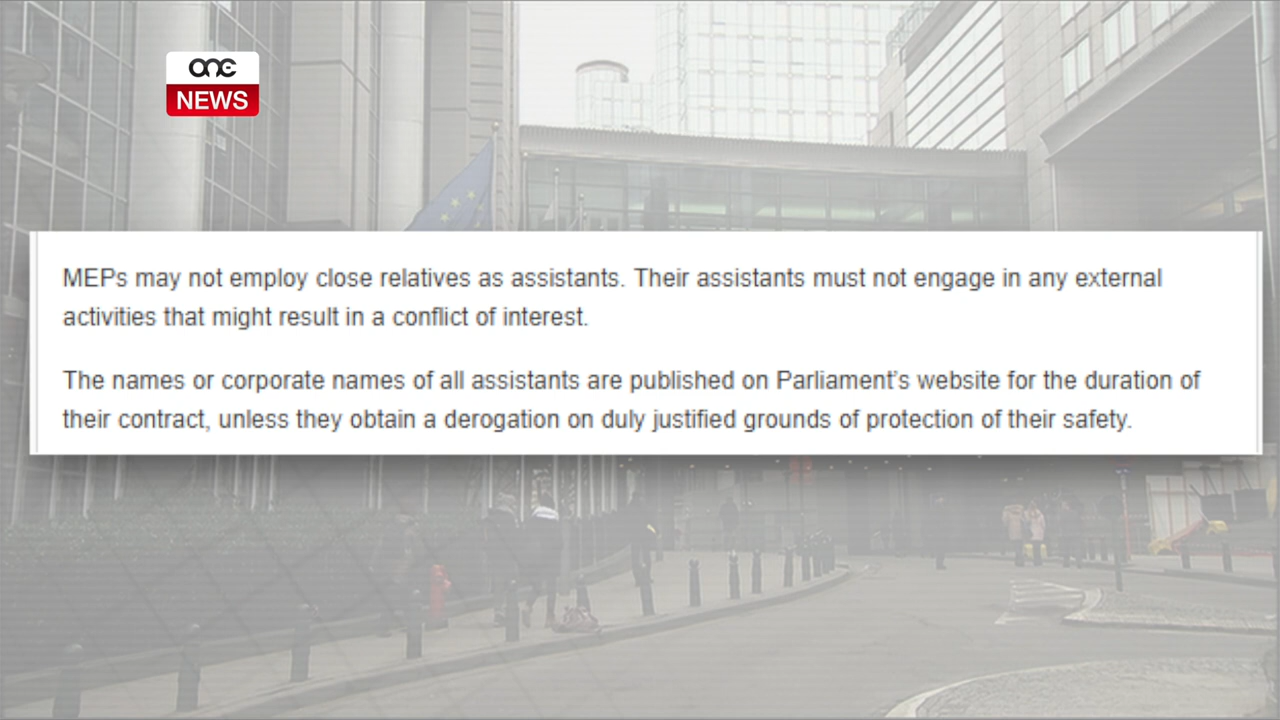 one
NEWS
MEPs may not employ close relatives as assistants. Their assistants must not engage in any external
activities that might result in a conflict of interest.
The names or corporate names of all assistants are published on Parliament's website for the duration of
their contract, unless they obtain a derogation on duly justified grounds of protection of their safety.